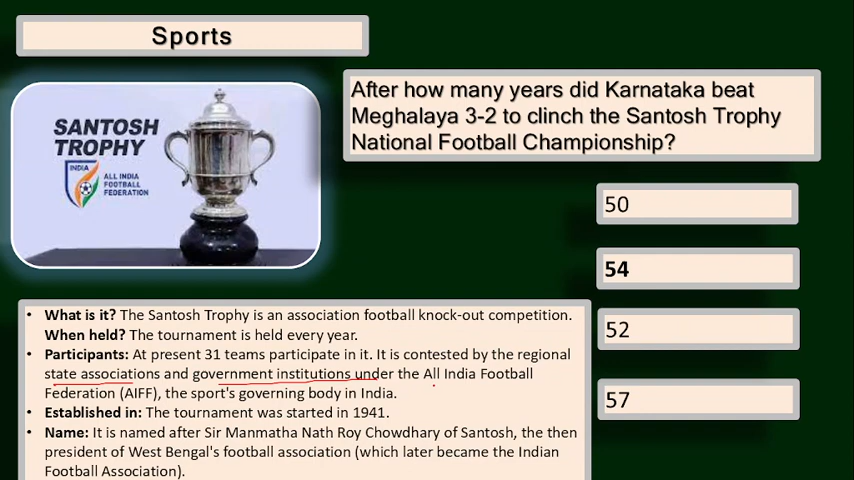 Sports
SANTOSH
TROPHY
INDIA
ALL INDIA
FOOTBALL
FEDERATION
After how many years did Karnataka beat
Meghalaya 3-2 to clinch the Santosh Trophy
National Football Championship?
50
54
52
57
• What is it? The Santosh Trophy is an association football knock-out competition.
When held? The tournament is held every year.
• Participants: At present 31 teams participate in it. It is contested by the regional
state associations and government institutions under the All India Football
Federation (AIFF), the sport's governing body in India.
• Established in: The tournament was started in 1941.
• Name: It is named after Sir Manmatha Nath Roy Chowdhary of Santosh, the then
president of West Bengal's football association (which later became the Indian
Football Association).